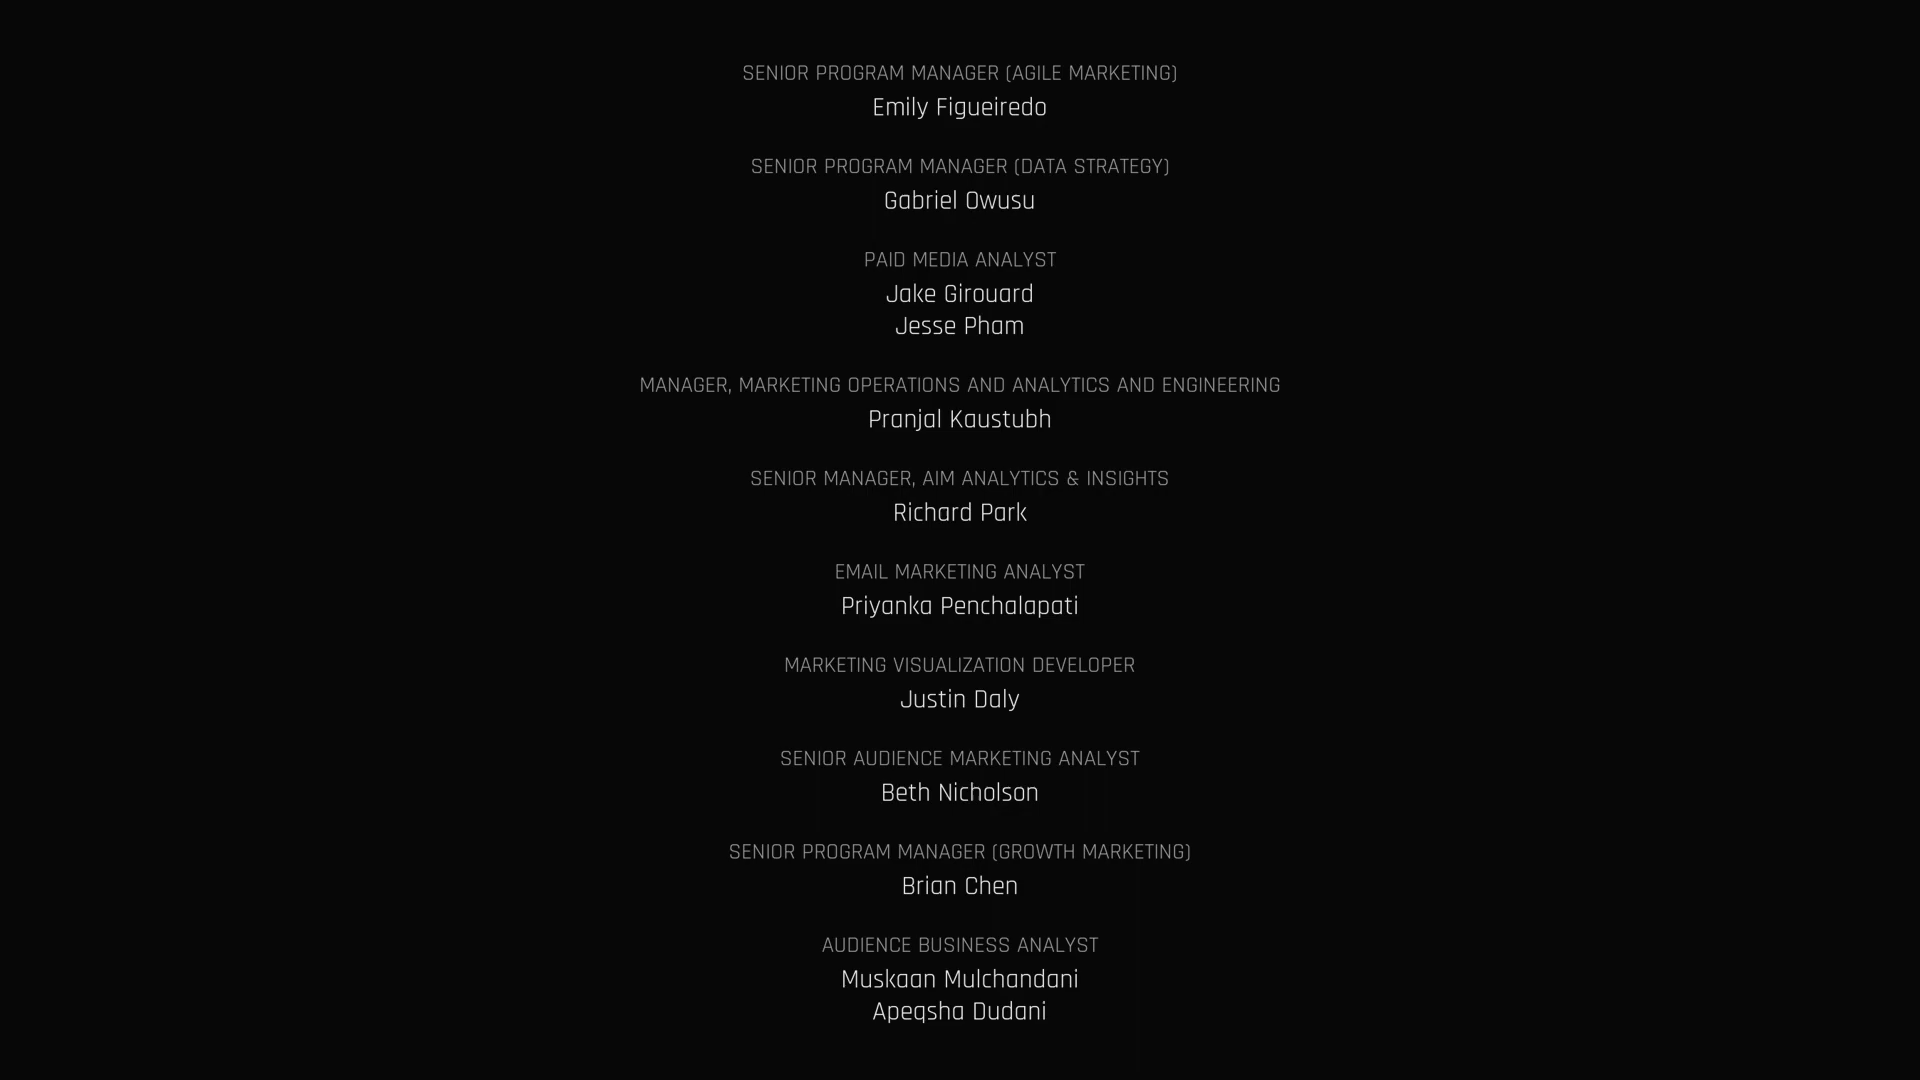 SENIOR PROGRAM MANAGER (AGILE MARKETING)
Emily Figueiredo
SENIOR PROGRAM MANAGER (DATA STRATEGY)
Gabriel Owusu
PAID MEDIA ANALYST
Jake Girouard
Jesse Pham
MANAGER, MARKETING OPERATIONS AND ANALYTICS AND ENGINEERING
Pranjal Kaustubh
SENIOR MANAGER, AIM ANALYTICS & INSIGHTS
Richard Park
EMAIL MARKETING ANALYST
Priyanka Penchalapati
MARKETING VISUALIZATION DEVELOPER
Justin Daly
SENIOR AUDIENCE MARKETING ANALYST
Beth Nicholson
SENIOR PROGRAM MANAGER (GROWTH MARKETING)
Brian Chen
AUDIENCE BUSINESS ANALYST
Muskaan Mulchandani
Apeqsha Dudani